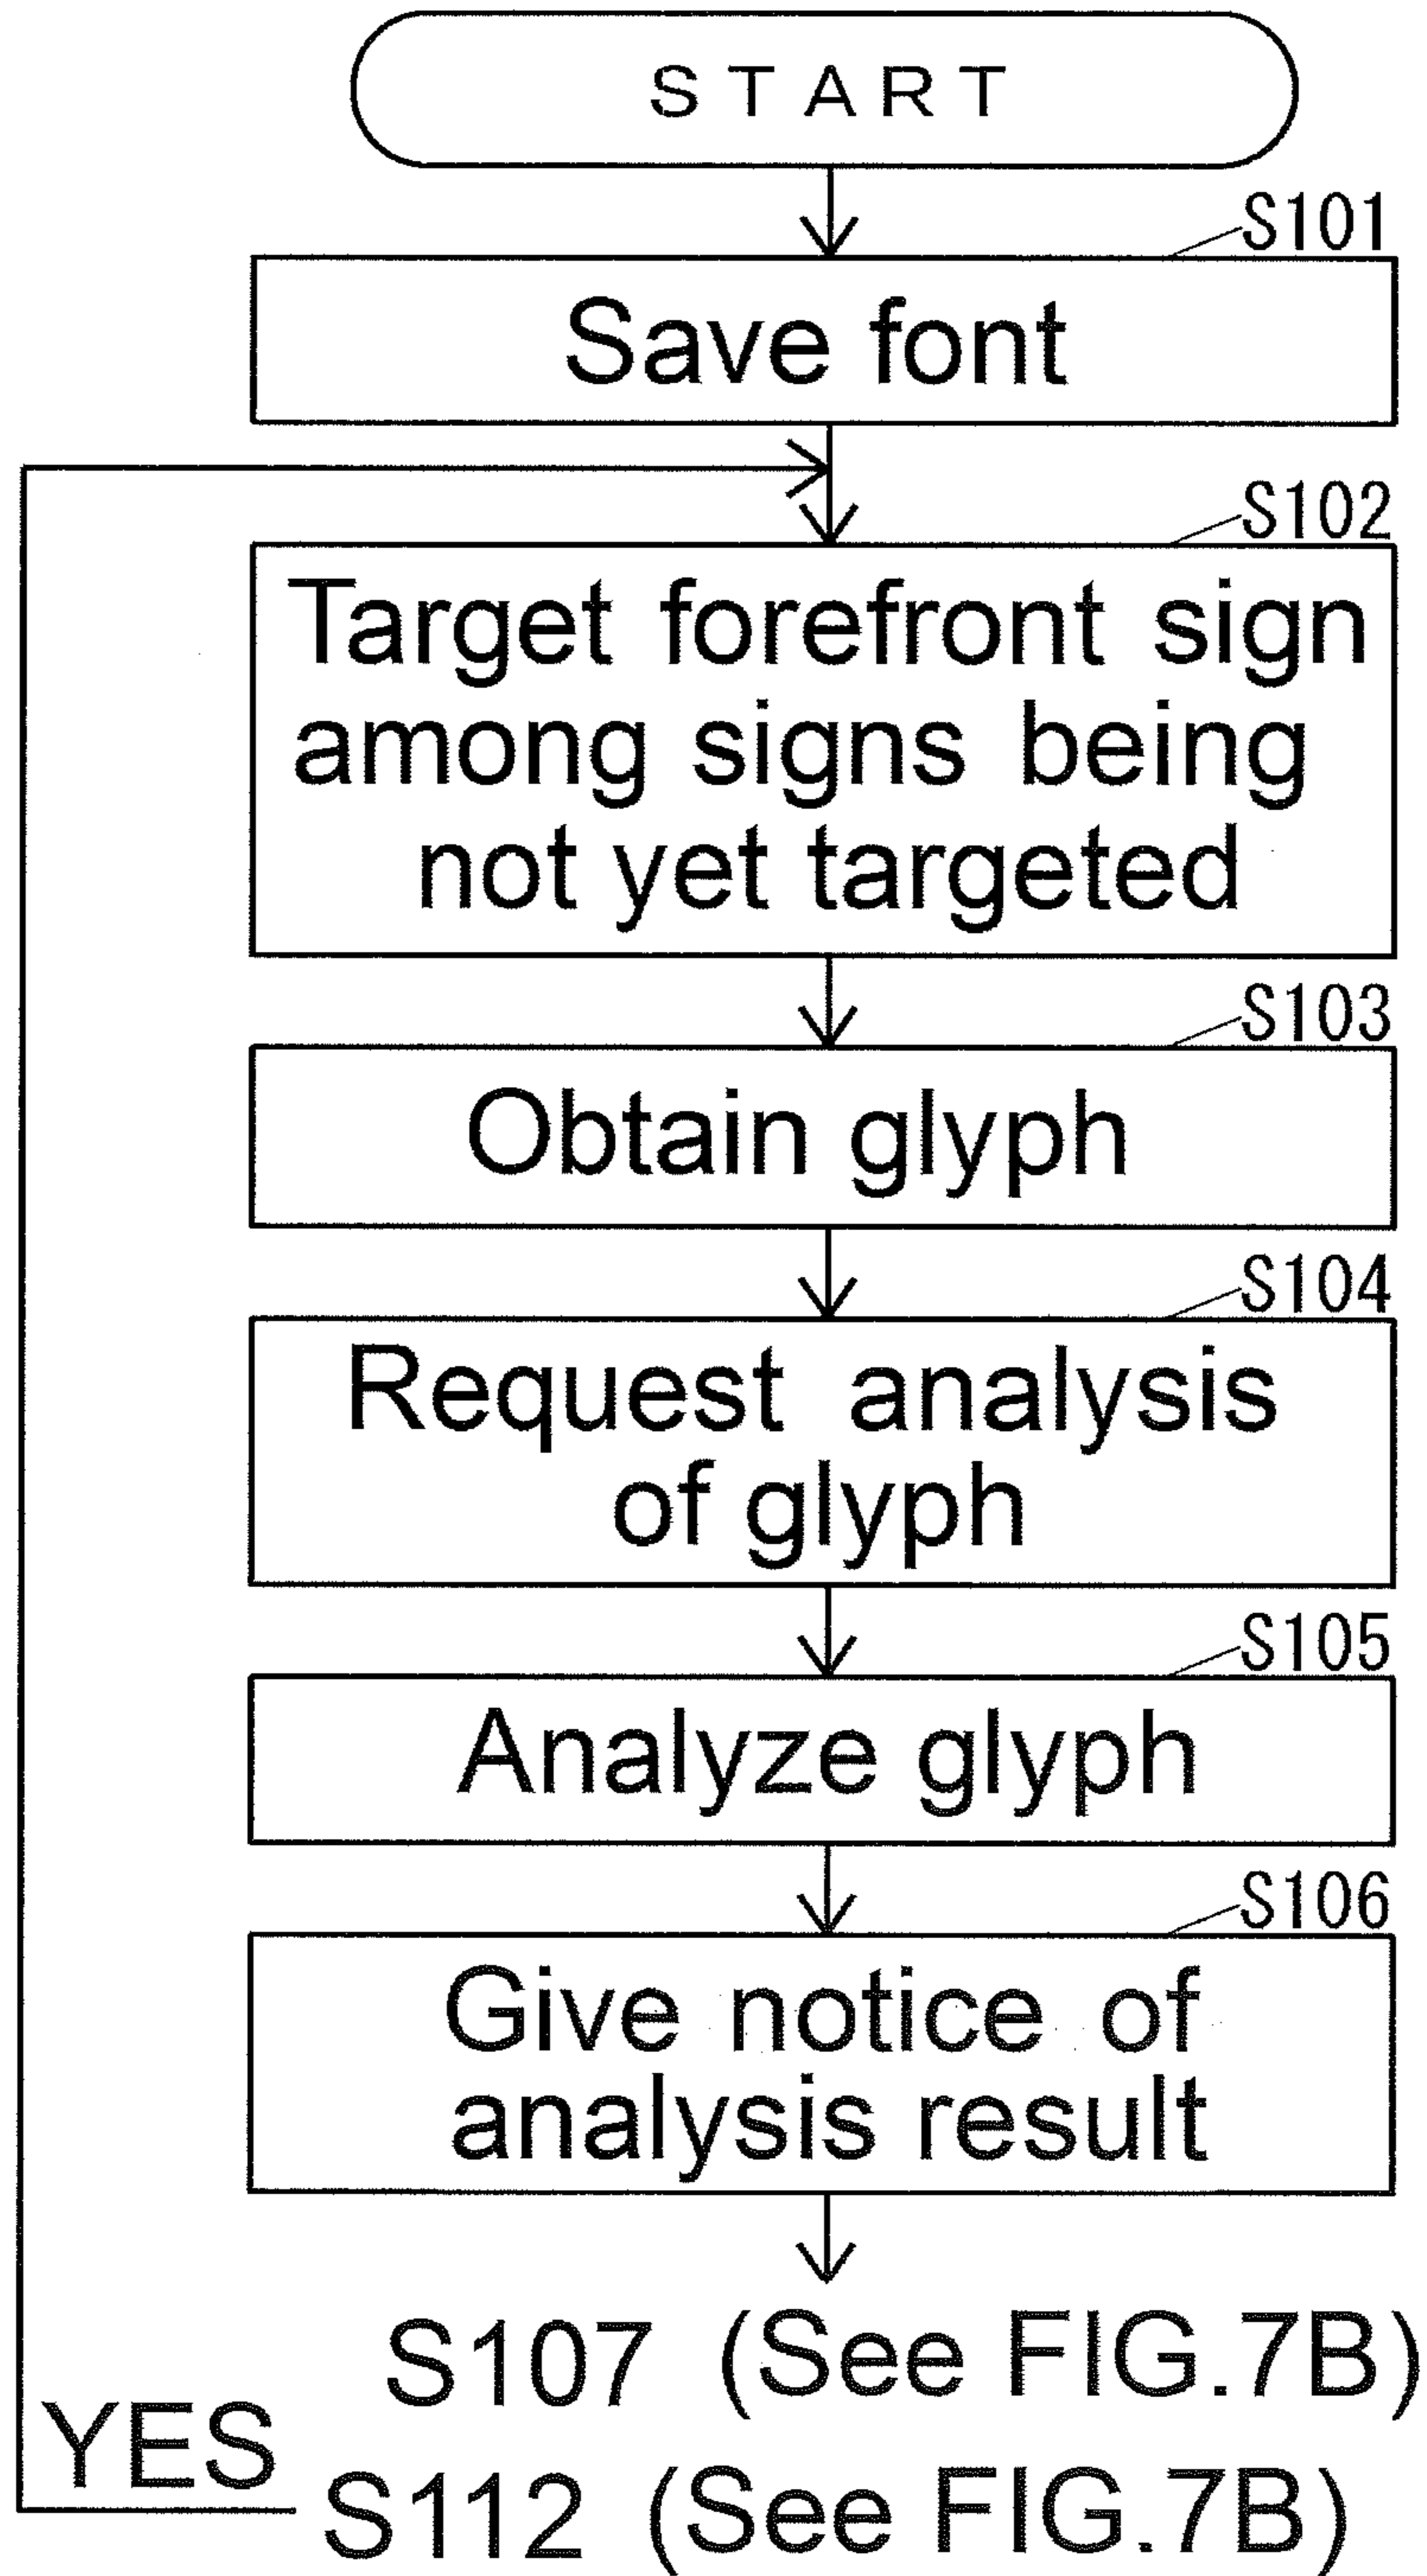 START
S101
Save font
S102
Target forefront sign
among signs being
not yet targeted
S103
Obtain glyph
S104
Request analysis
of glyph
S105
Analyze glyph
S106
Give notice of
analysis result
S107 (See FIG.7B)
YES
S112 (See FIG.7B)